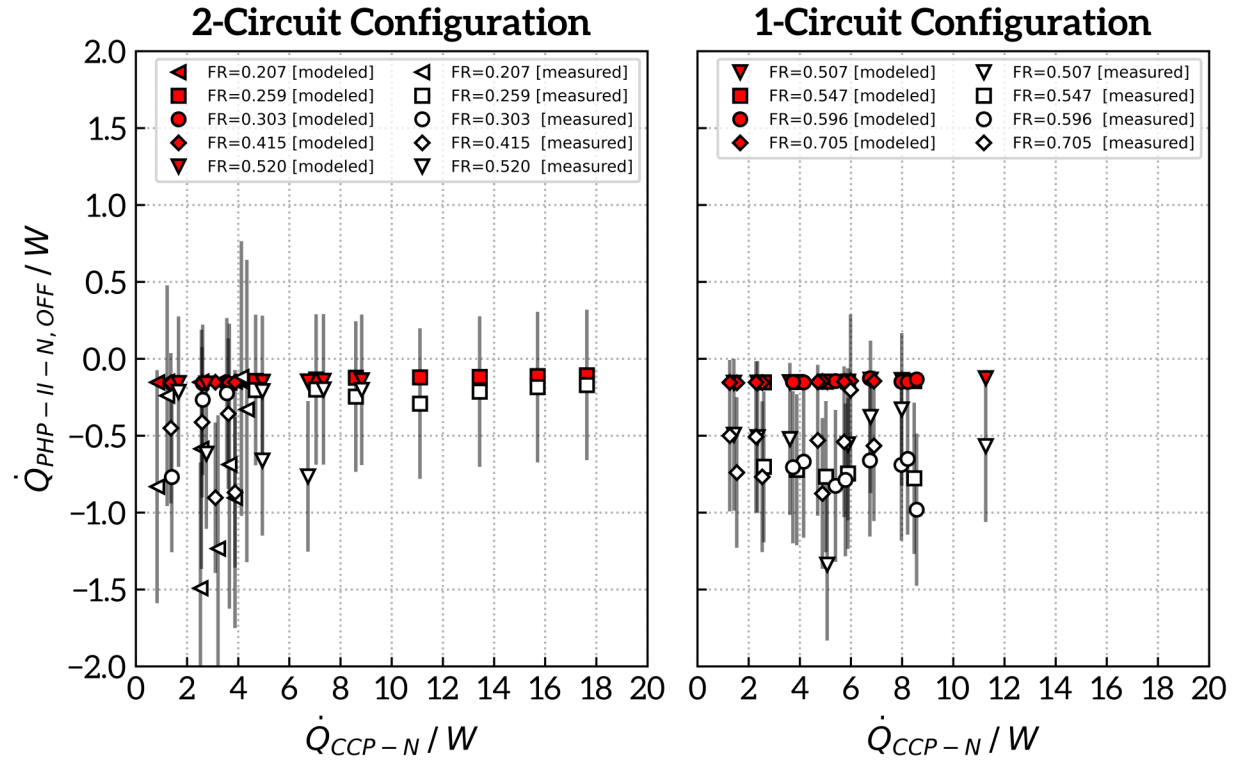 2-Circuit Configuration
1-Circuit Configuration
FR=0.207 [modeled] FR=0.207 [measured]
FR=0.259 [modeled] FR=0.259 [measured]
FR=0.303 [modeled] FR=0.303 [measured]
FR=0.415 [modeled] FR=0.415 [measured]
FR=0.520 [modeled] FR=0.520 [measured]
FR=0.507 [modeled] FR=0.507 [measured]
FR=0.547 [modeled] FR=0.547 [measured]
FR=0.596 [modeled] FR=0.596 [measured]
FR=0.705 [modeled] FR=0.705 [measured]
2.0
1.5
1.0
0.5
0.0
−0.5
−1.0
−1.5
−2.0
Q̇PHP−II−N, OFF / W
0 2 4 6 8 10 12 14 16 18 20
0 2 4 6 8 10 12 14 16 18 20
Q̇CCP−N / W
Q̇CCP−N / W